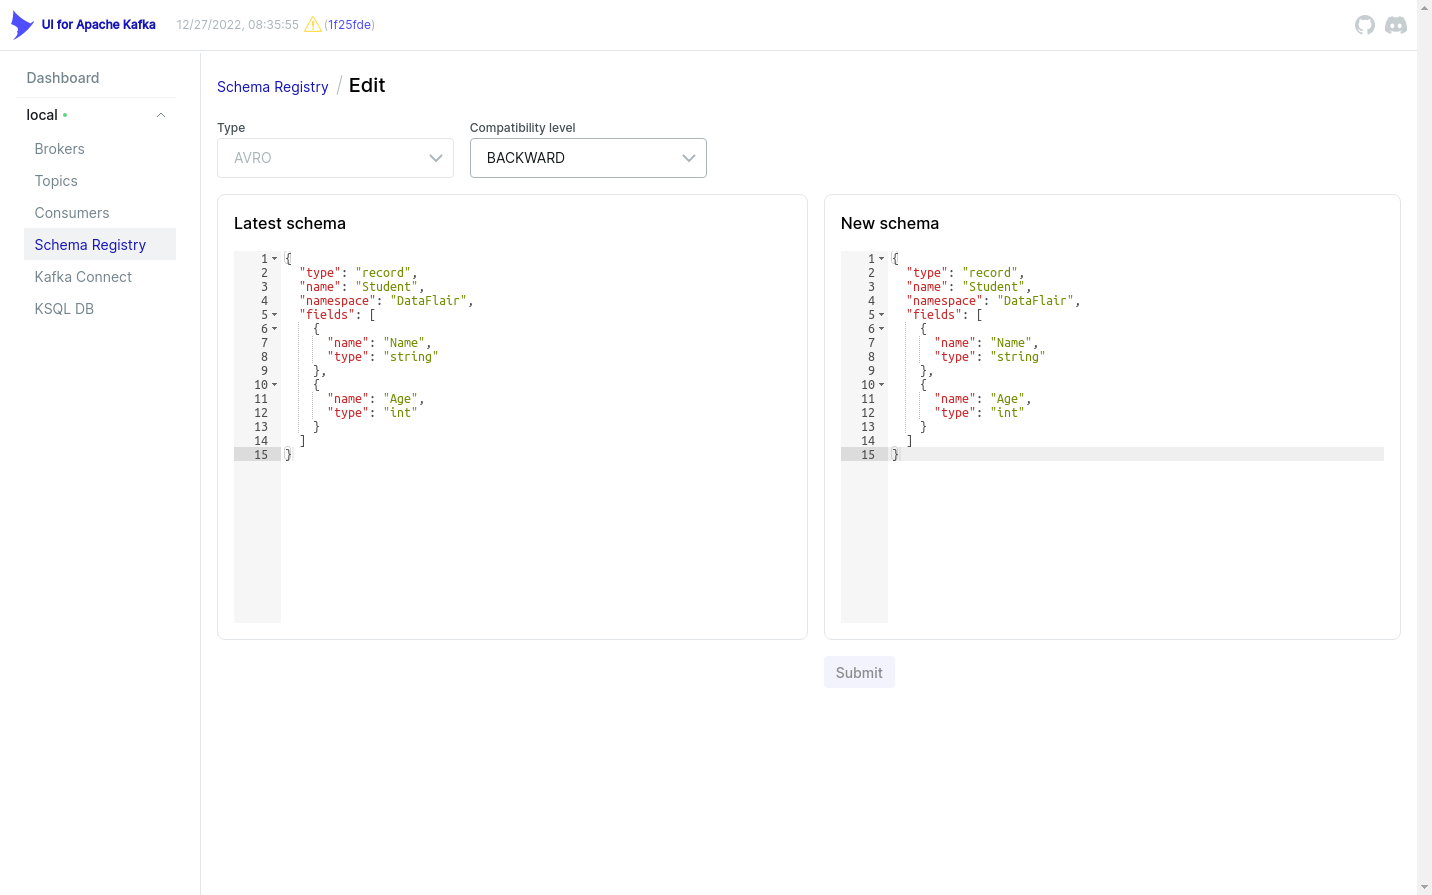 UI for Apache Kafka 12/27/2022, 08:35:55 (1f25fde)
Dashboard
local
Brokers
Topics
Consumers
Schema Registry
Kafka Connect
KSQL DB
Schema Registry / Edit
Type
AVRO
Compatibility level
BACKWARD
Latest schema
1 {
2 "type": "record",
3 "name": "Student",
4 "namespace": "DataFlair",
5 "fields": [
6 {
7 "name": "Name",
8 "type": "string"
9 },
10 {
11 "name": "Age",
12 "type": "int"
13 }
14 ]
15 }
New schema
1 {
2 "type": "record",
3 "name": "Student",
4 "namespace": "DataFlair",
5 "fields": [
6 {
7 "name": "Name",
8 "type": "string"
9 },
10 {
11 "name": "Age",
12 "type": "int"
13 }
14 ]
15 }
Submit